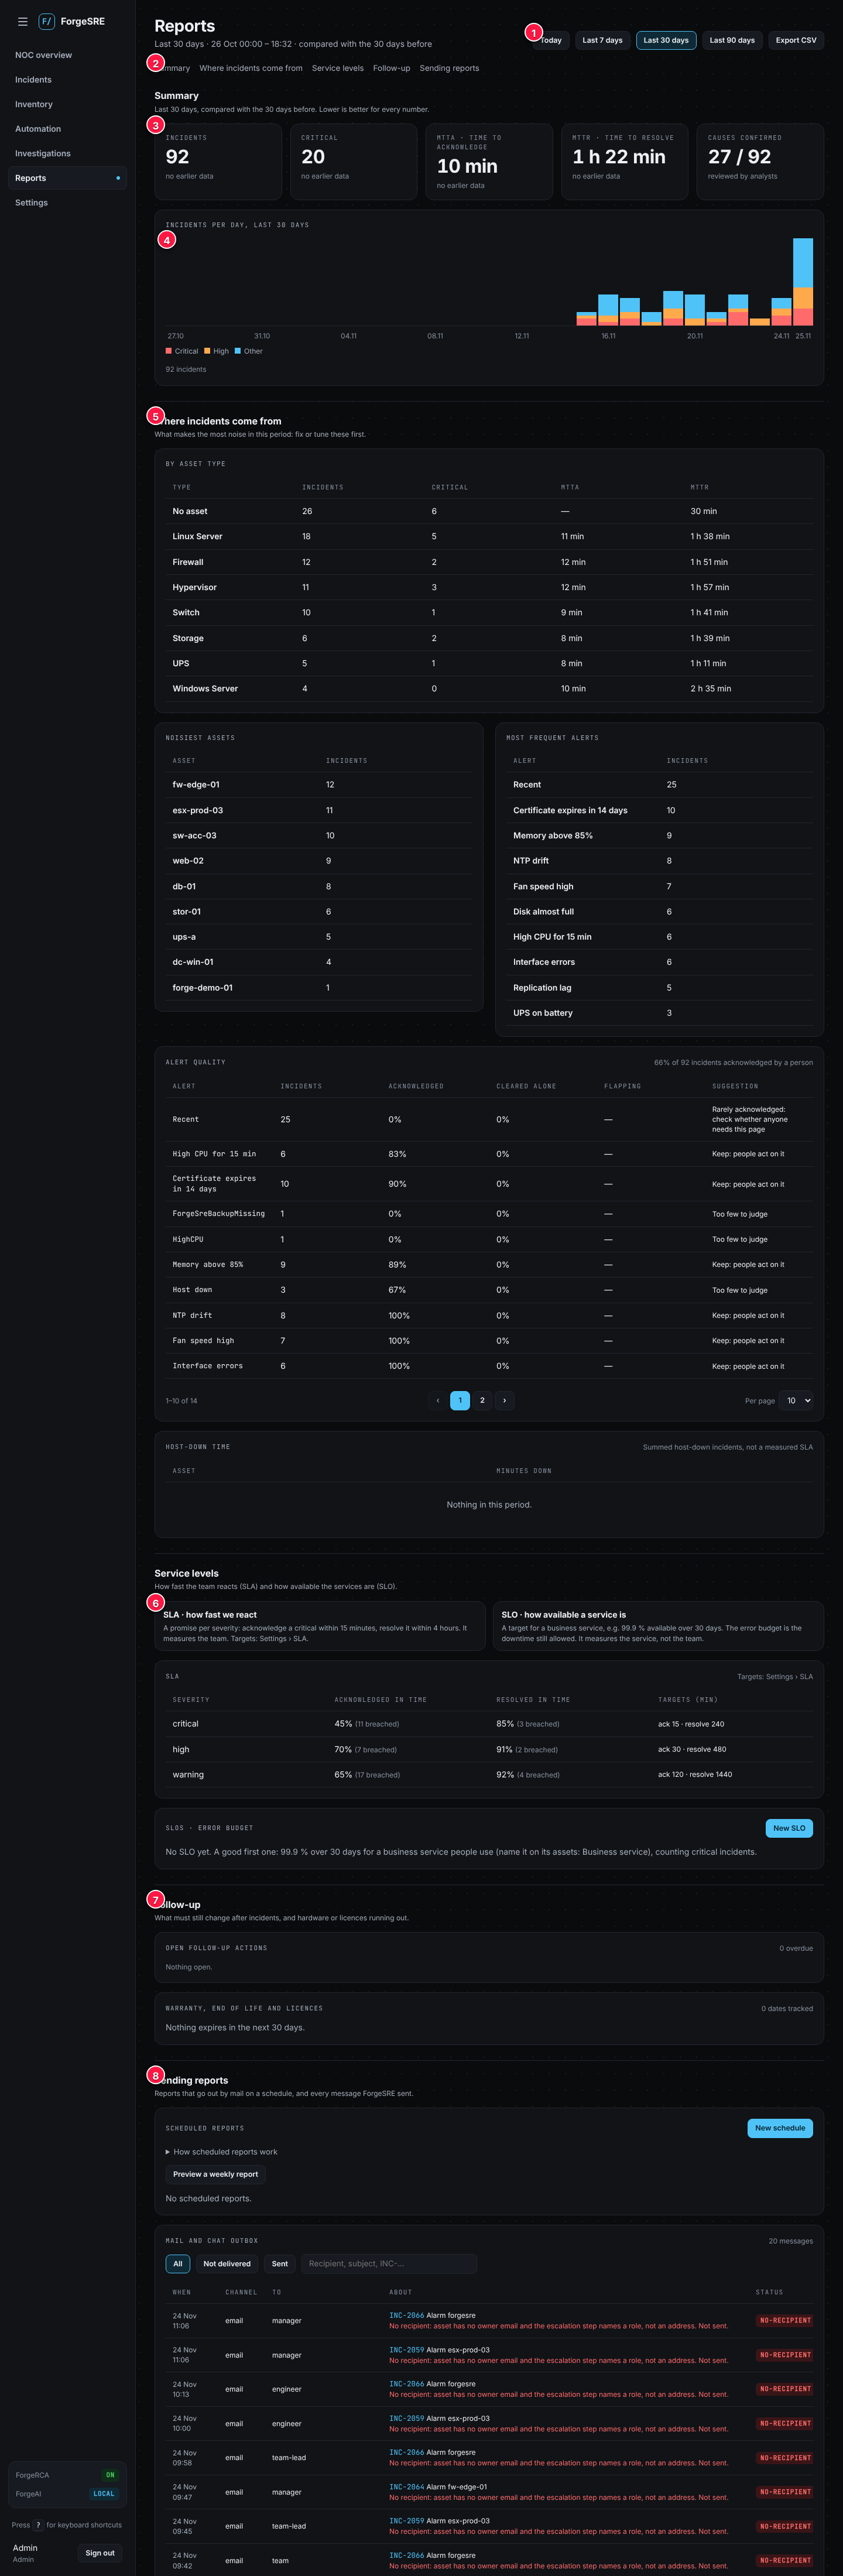 F/ ForgeSRE
NOC overview
Incidents
Inventory
Automation
Investigations
Reports
Settings
Reports
Last 30 days · 26 Oct 00:00 – 18:32 · compared with the 30 days before
1
Last 7 days
Last 30 days
Last 90 days
Export CSV
2
Where incidents come from
Service levels
Follow-up
Sending reports
Summary
Last 30 days, compared with the 30 days before. Lower is better for every number.
3
INCIDENTS
92
no earlier data
CRITICAL
20
no earlier data
MTTA · TIME TO
ACKNOWLEDGE
10 min
no earlier data
MTTR · TIME TO RESOLVE
1 h 22 min
no earlier data
CAUSES CONFIRMED
27 / 92
reviewed by analysts
INCIDENTS PER DAY, LAST 30 DAYS
4
27.10 31.10 04.11 08.11 12.11 16.11 20.11 24.11 25.11
Critical High Other
92 incidents
5
incidents come from
What makes the most noise in this period: fix or tune these first.
BY ASSET TYPE
TYPE INCIDENTS CRITICAL MTTA MTTR
No asset 26 6 — 30 min
Linux Server 18 5 11 min 1 h 38 min
Firewall 12 2 12 min 1 h 51 min
Hypervisor 11 3 12 min 1 h 57 min
Switch 10 1 9 min 1 h 41 min
Storage 6 2 8 min 1 h 39 min
UPS 5 1 8 min 1 h 11 min
Windows Server 4 0 10 min 2 h 35 min
NOISIEST ASSETS
ASSET INCIDENTS
fw-edge-01 12
esx-prod-03 11
sw-acc-03 10
web-02 9
db-01 8
stor-01 6
ups-a 5
dc-win-01 4
forge-demo-01 1
MOST FREQUENT ALERTS
ALERT INCIDENTS
Recent 25
Certificate expires in 14 days 10
Memory above 85% 9
NTP drift 8
Fan speed high 7
Disk almost full 6
High CPU for 15 min 6
Interface errors 6
Replication lag 5
UPS on battery 3
ALERT QUALITY
66% of 92 incidents acknowledged by a person
ALERT INCIDENTS ACKNOWLEDGED CLEARED ALONE FLAPPING SUGGESTION
Recent 25 0% 0% — Rarely acknowledged:
check whether anyone
needs this page
High CPU for 15 min 6 83% 0% — Keep: people act on it
Certificate expires
in 14 days 10 90% 0% — Keep: people act on it
ForgeSreBackupMissing 1 0% 0% — Too few to judge
HighCPU 1 0% 0% — Too few to judge
Memory above 85% 9 89% 0% — Keep: people act on it
Host down 3 67% 0% — Too few to judge
NTP drift 8 100% 0% — Keep: people act on it
Fan speed high 7 100% 0% — Keep: people act on it
Interface errors 6 100% 0% — Keep: people act on it
1–10 of 14
‹ 1 2 ›
Per page 10
HOST-DOWN TIME
Summed host-down incidents, not a measured SLA
ASSET MINUTES DOWN
Nothing in this period.
Service levels
How fast the team reacts (SLA) and how available the services are (SLO).
6
SLA · how fast we react
A promise per severity: acknowledge a critical within 15 minutes, resolve it within 4 hours. It
measures the team. Targets: Settings › SLA.
SLO · how available a service is
A target for a business service, e.g. 99.9 % available over 30 days. The error budget is the
downtime still allowed. It measures the service, not the team.
SLA
Targets: Settings › SLA
SEVERITY ACKNOWLEDGED IN TIME RESOLVED IN TIME TARGETS (MIN)
critical 45% (11 breached) 85% (3 breached) ack 15 · resolve 240
high 70% (7 breached) 91% (2 breached) ack 30 · resolve 480
warning 65% (17 breached) 92% (4 breached) ack 120 · resolve 1440
SLOS · ERROR BUDGET
New SLO
No SLO yet. A good first one: 99.9 % over 30 days for a business service people use (name it on its assets: Business service), counting critical incidents.
7
What must still change after incidents, and hardware or licences running out.
OPEN FOLLOW-UP ACTIONS
0 overdue
Nothing open.
WARRANTY, END OF LIFE AND LICENCES
0 dates tracked
Nothing expires in the next 30 days.
8
reports
Reports that go out by mail on a schedule, and every message ForgeSRE sent.
SCHEDULED REPORTS
New schedule
▸ How scheduled reports work
Preview a weekly report
No scheduled reports.
MAIL AND CHAT OUTBOX
20 messages
All
Not delivered
Sent
Recipient, subject, INC-...
WHEN CHANNEL TO ABOUT STATUS
24 Nov
11:06 email manager INC-2066 Alarm forgesre NO-RECIPIENT
No recipient: asset has no owner email and the escalation step names a role, not an address. Not sent.
24 Nov
11:06 email manager INC-2059 Alarm esx-prod-03 NO-RECIPIENT
No recipient: asset has no owner email and the escalation step names a role, not an address. Not sent.
24 Nov
10:13 email engineer INC-2066 Alarm forgesre NO-RECIPIENT
No recipient: asset has no owner email and the escalation step names a role, not an address. Not sent.
24 Nov
10:00 email engineer INC-2059 Alarm esx-prod-03 NO-RECIPIENT
No recipient: asset has no owner email and the escalation step names a role, not an address. Not sent.
24 Nov
09:58 email team-lead INC-2066 Alarm forgesre NO-RECIPIENT
No recipient: asset has no owner email and the escalation step names a role, not an address. Not sent.
24 Nov
09:47 email manager INC-2064 Alarm fw-edge-01 NO-RECIPIENT
No recipient: asset has no owner email and the escalation step names a role, not an address. Not sent.
24 Nov
09:45 email team-lead INC-2059 Alarm esx-prod-03 NO-RECIPIENT
No recipient: asset has no owner email and the escalation step names a role, not an address. Not sent.
24 Nov
09:42 email team INC-2066 Alarm forgesre NO-RECIPIENT
No recipient: asset has no owner email and the escalation step names a role, not an address. Not sent.
ForgeRCA ON
ForgeAI LOCAL
Press ? for keyboard shortcuts
Admin
Admin
Sign out